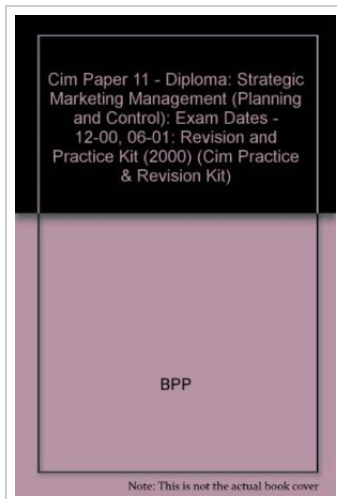 Cim Paper 11 - Diploma: Strategic
Marketing Management (Planning
and Control): Exam Dates -
12-00, 06-01: Revision and
Practice Kit (2000) (Cim Practice
& Revision Kit)
BPP
Note: This is not the actual book cover